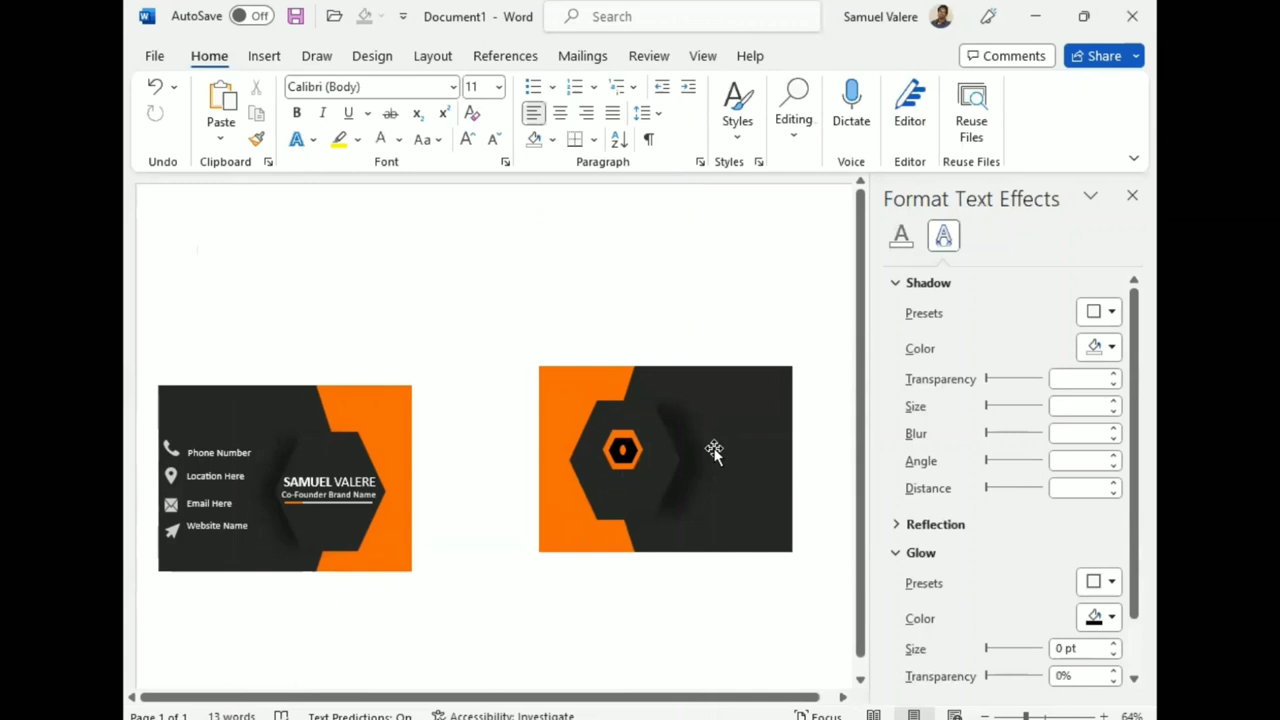 AutoSave Off Document1 - Word Search Samuel Valere
File Home Insert Draw Design Layout References Mailings Review View Help Comments Share
Calibri (Body) 11
Paste Styles Editing Dictate Editor Reuse Files
Undo Clipboard Font Paragraph Styles Voice Editor Reuse Files
Format Text Effects
Shadow
Presets
Color
Transparency
Size
Blur
Angle
Distance
Reflection
Glow
Presets
Color
Size 0 pt
Transparency 0%
Phone Number
Location Here
Email Here
Website Name
SAMUEL VALERE
Co-Founder Brand Name
Page 1 of 1 13 words Text Predictions: On Accessibility: Investigate Focus 64%